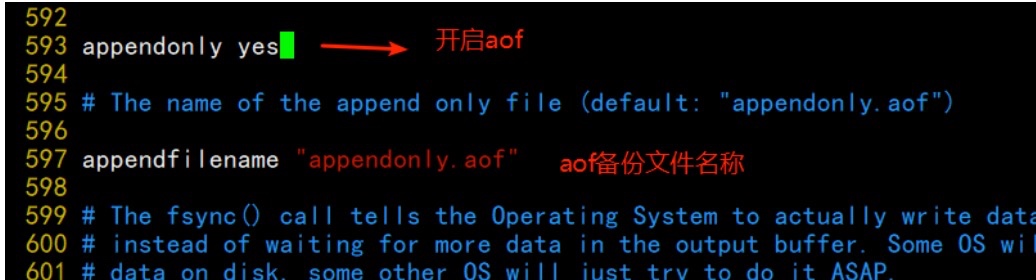 592
593 appendonly yes 开启aof
594
595 # The name of the append only file (default: "appendonly.aof")
596
597 appendfilename "appendonly.aof" aof备份文件名称
598
599 # The fsync() call tells the Operating System to actually write data
600 # instead of waiting for more data in the output buffer. Some OS wil
601 # data on disk, some other OS will just try to do it ASAP.